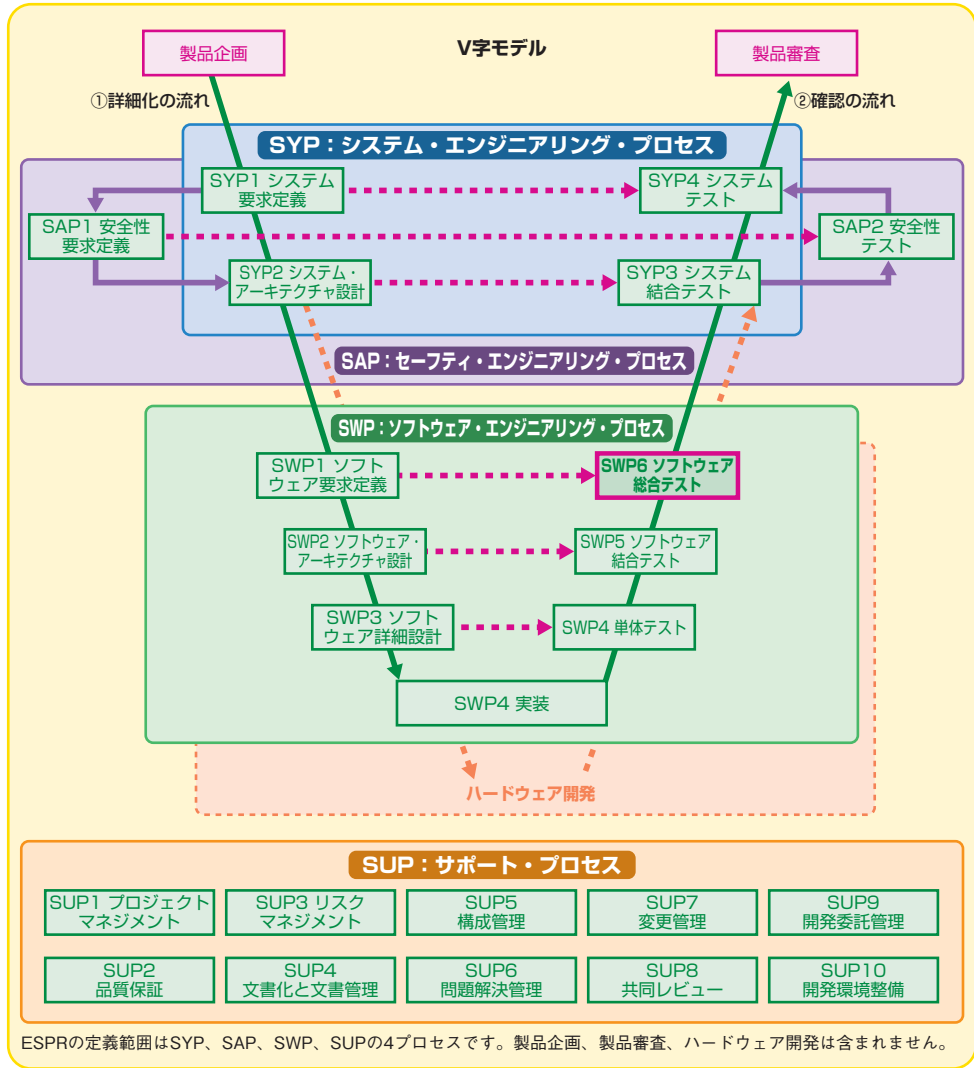 V字モデル
製品企画
製品審査
①詳細化の流れ
②確認の流れ
SYP：システム・エンジニアリング・プロセス
SYP1 システム
要求定義
SYP4 システム
テスト
SAP1 安全性
要求定義
SAP2 安全性
テスト
SYP2 システム・
アーキテクチャ設計
SYP3 システム
結合テスト
SAP：セーフティ・エンジニアリング・プロセス
SWP：ソフトウェア・エンジニアリング・プロセス
SWP1 ソフト
ウェア要求定義
SWP6 ソフトウェア
総合テスト
SWP2 ソフトウェア・
アーキテクチャ設計
SWP5 ソフトウェア
結合テスト
SWP3 ソフト
ウェア詳細設計
SWP4 単体テスト
SWP4 実装
ハードウェア開発
SUP：サポート・プロセス
SUP1 プロジェクト
マネジメント
SUP3 リスク
マネジメント
SUP5
構成管理
SUP7
変更管理
SUP9
開発委託管理
SUP2
品質保証
SUP4
文書化と文書管理
SUP6
問題解決管理
SUP8
共同レビュー
SUP10
開発環境整備
ESPRの定義範囲はSYP、SAP、SWP、SUPの4プロセスです。製品企画、製品審査、ハードウェア開発は含まれません。